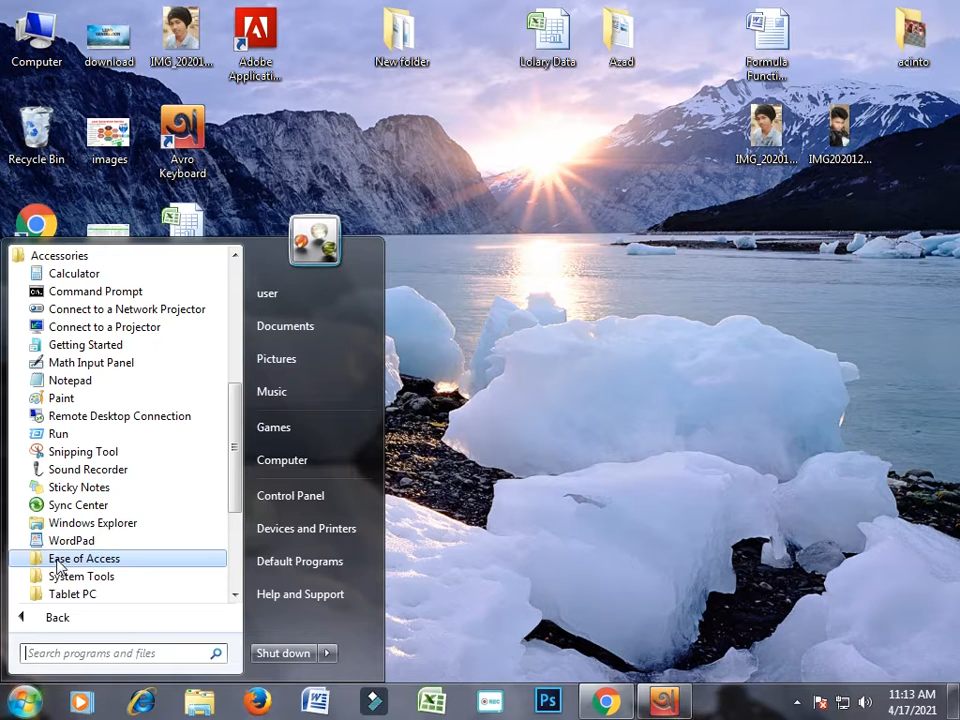 Computer
download
IMG_20201...
Adobe
Applicati...
New folder
Lolary Data
Azad
Formula
Functi...
acinto
Recycle Bin
images
Avro
Keyboard
IMG_20201...
IMG202012...
Accessories
Calculator
Command Prompt
Connect to a Network Projector
Connect to a Projector
Getting Started
Math Input Panel
Notepad
Paint
Remote Desktop Connection
Run
Snipping Tool
Sound Recorder
Sticky Notes
Sync Center
Windows Explorer
WordPad
Ease of Access
System Tools
Tablet PC
Back
Search programs and files
user
Documents
Pictures
Music
Games
Computer
Control Panel
Devices and Printers
Default Programs
Help and Support
Shut down
REC
Ps
11:13 AM
4/17/2021